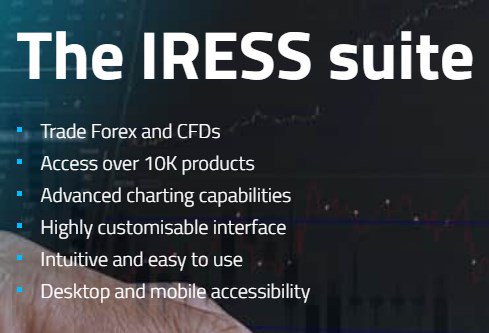 The IRESS suite
Trade Forex and CFDs
Access over 10K products
Advanced charting capabilities
Highly customisable interface
Intuitive and easy to use
Desktop and mobile accessibility